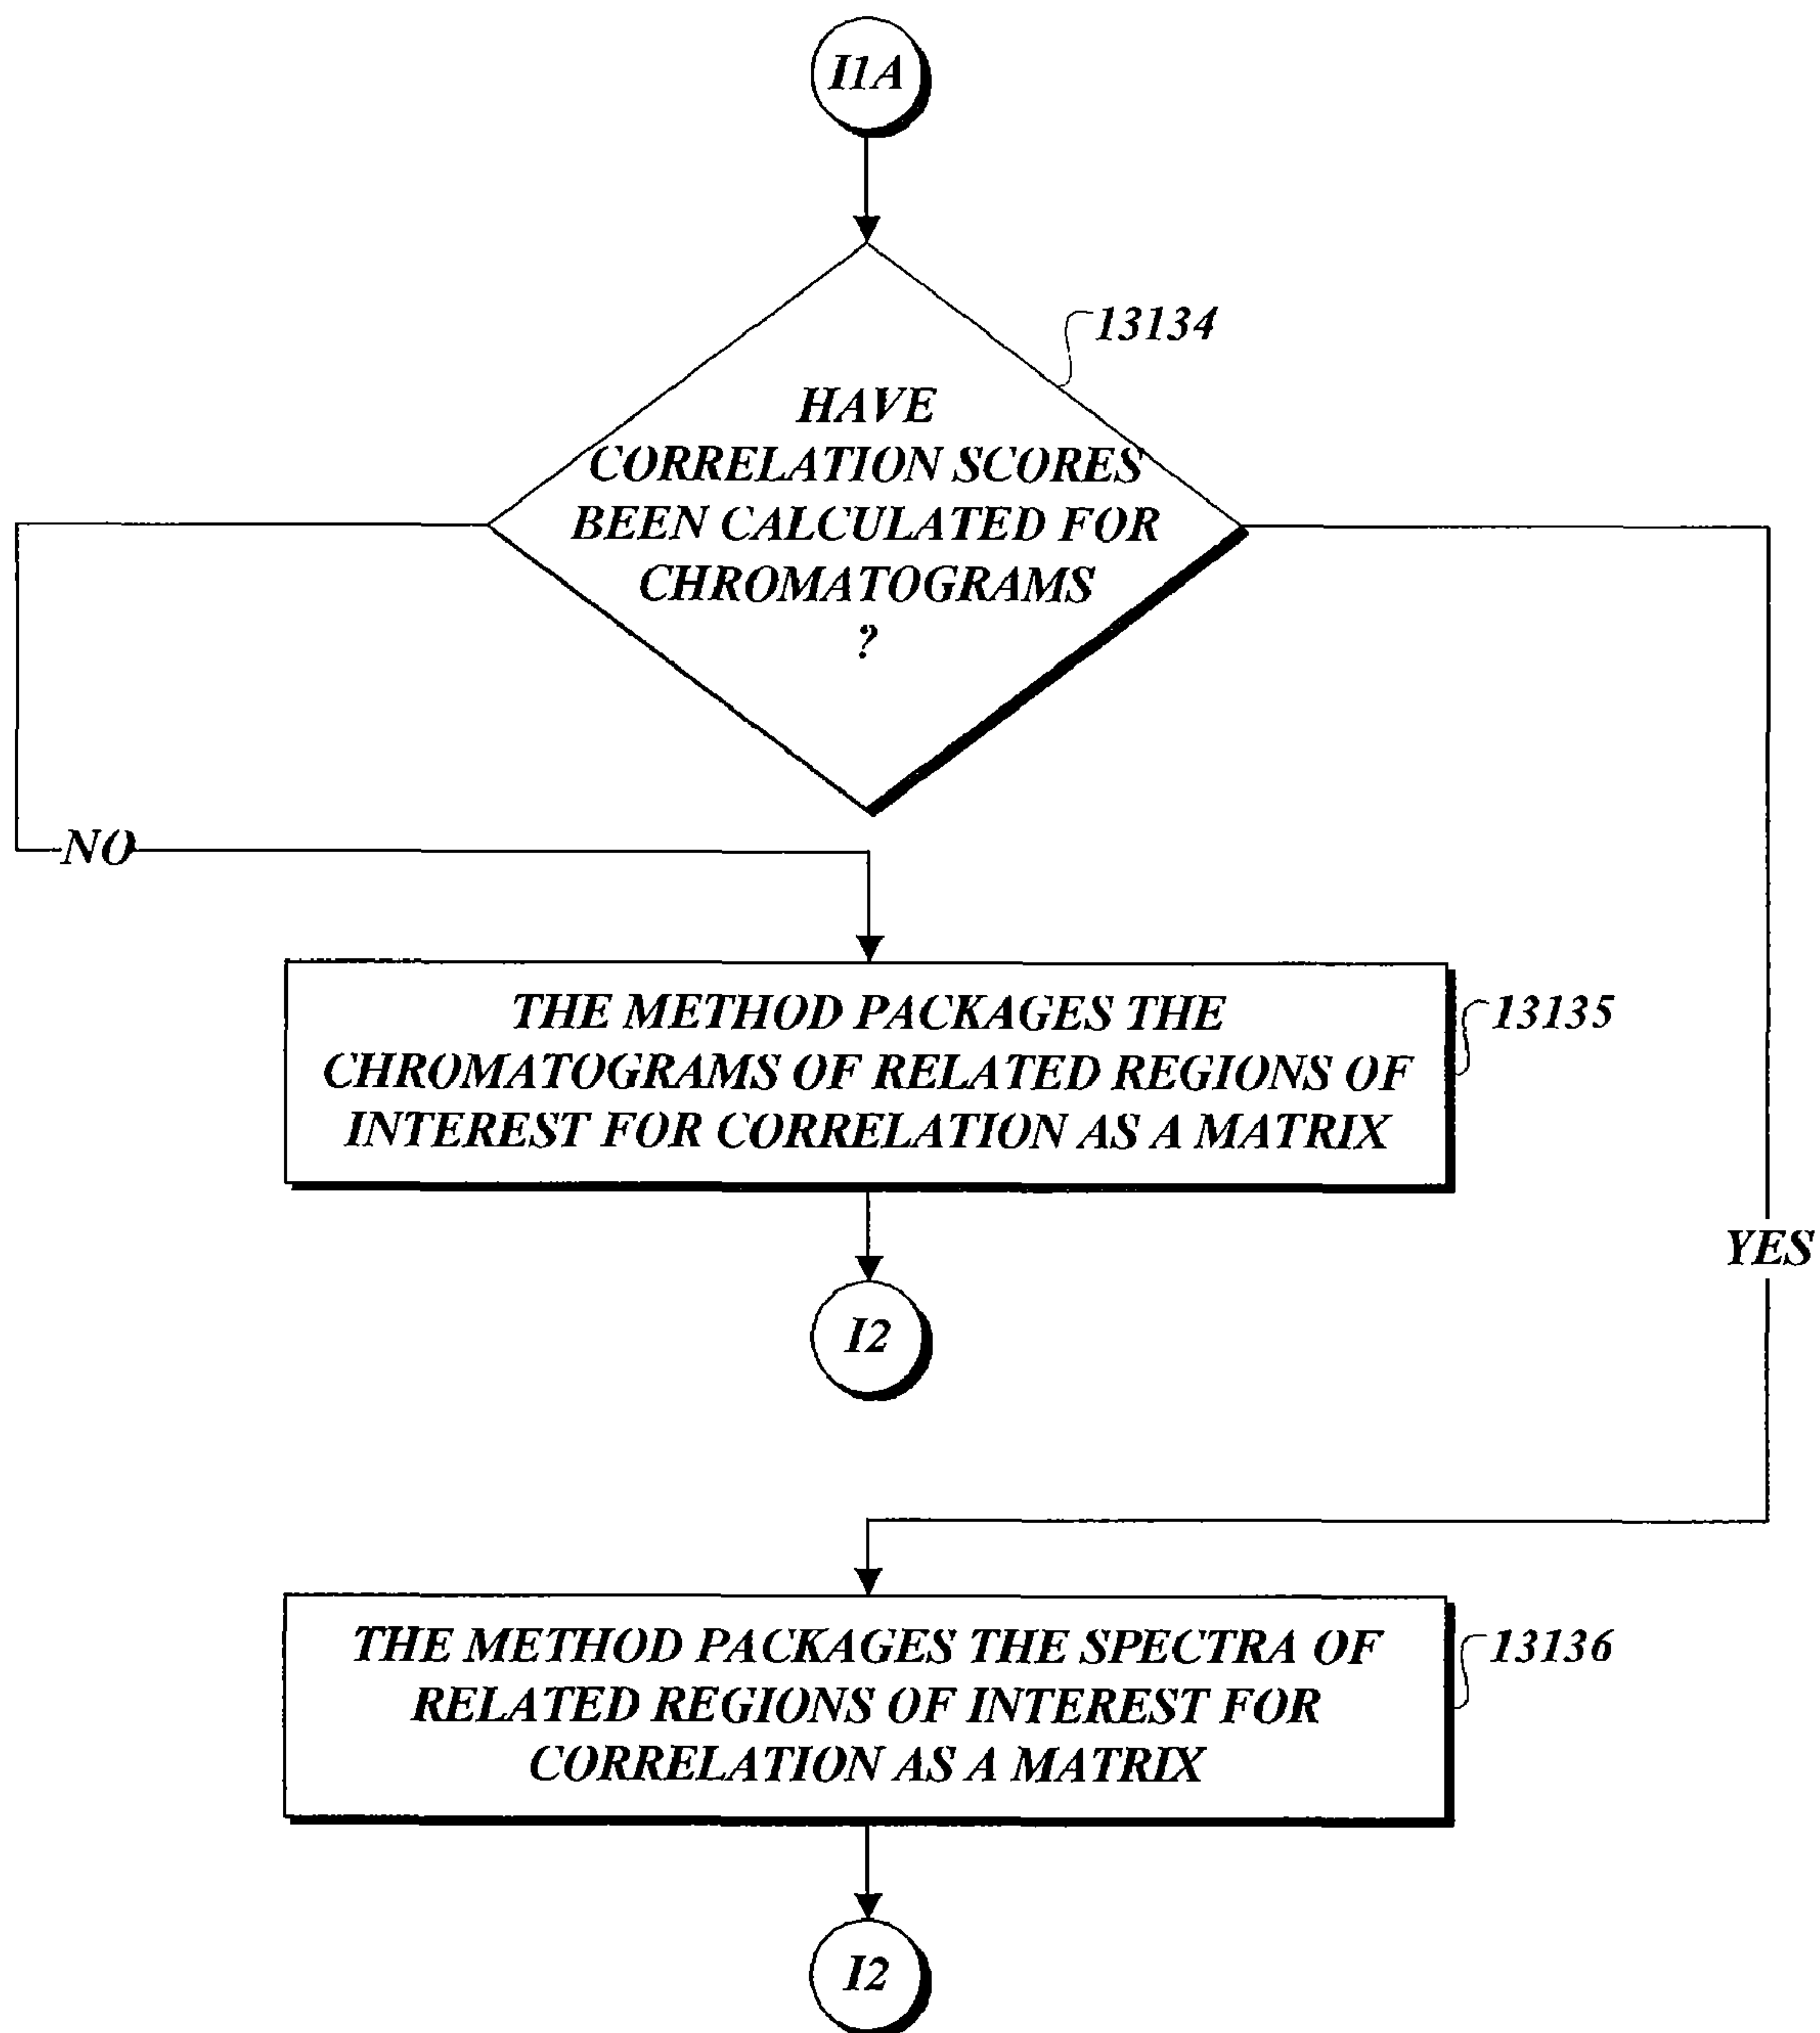 I1A
13134
HAVE
CORRELATION SCORES
BEEN CALCULATED FOR
CHROMATOGRAMS
?
NO
THE METHOD PACKAGES THE
CHROMATOGRAMS OF RELATED REGIONS OF
INTEREST FOR CORRELATION AS A MATRIX
13135
YES
I2
THE METHOD PACKAGES THE SPECTRA OF
RELATED REGIONS OF INTEREST FOR
CORRELATION AS A MATRIX
13136
I2